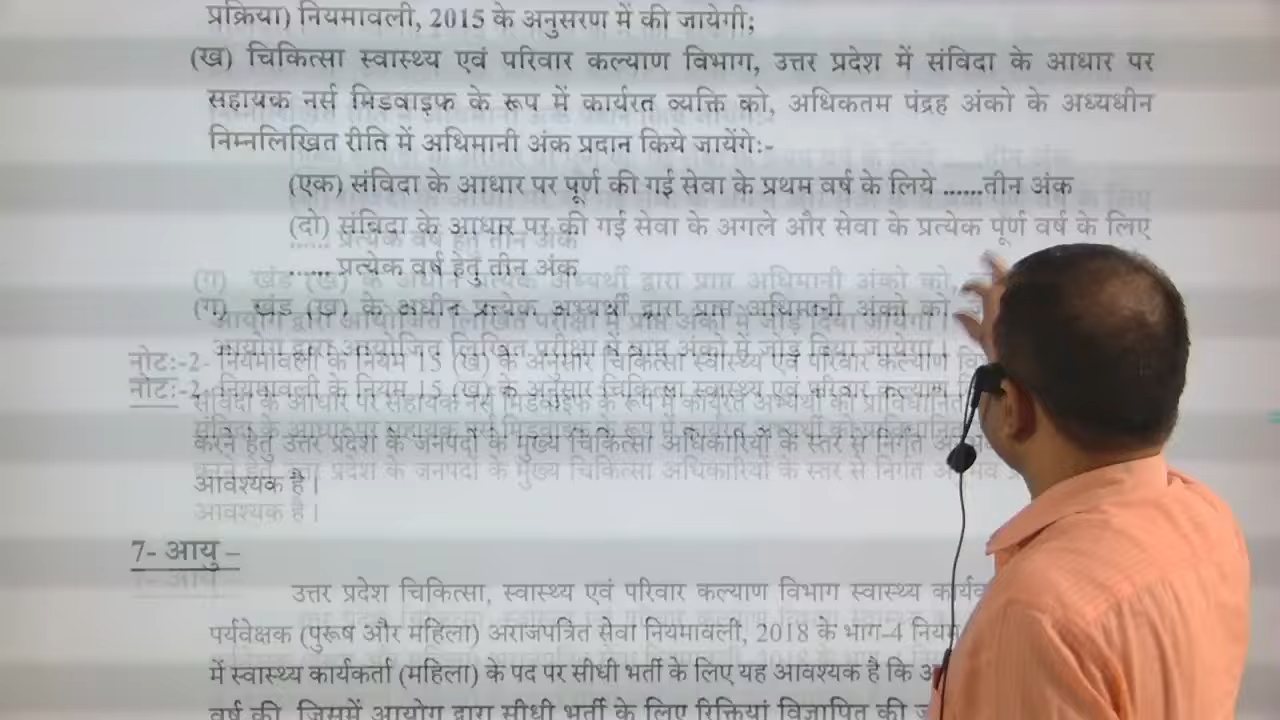 प्रक्रिया) नियमावली, 2015 के अनुसरण में की जायेगी;
(ख) चिकित्सा स्वास्थ्य एवं परिवार कल्याण विभाग, उत्तर प्रदेश में संविदा के आधार पर
सहायक नर्स मिडवाइफ के रूप में कार्यरत व्यक्ति को, अधिकतम पंद्रह अंको के अध्यधीन
निम्नलिखित रीति में अधिमानी अंक प्रदान किये जायेंगे:-
(एक) संविदा के आधार पर पूर्ण की गई सेवा के प्रथम वर्ष के लिये ......तीन अंक
(दो) संविदा के आधार पर की गई सेवा के अगले और सेवा के प्रत्येक पूर्ण वर्ष के लिए
...... प्रत्येक वर्ष हेतु तीन अंक
(ग) खंड (ख) के अधीन प्रत्येक अभ्यर्थी द्वारा प्राप्त अधिमानी अंको को,
आयोग द्वारा आयोजित लिखित परीक्षा में प्राप्त अंको में जोड़ दिया जायेगा।
नोट:-2- नियमावली के नियम 15 (ख) के अनुसार चिकित्सा स्वास्थ्य एवं परिवार कल्याण
संविदा के आधार पर सहायक नर्स मिडवाइफ के रूप में कार्यरत अभ्यर्थी को
करने हेतु उत्तर प्रदेश के जनपदों के मुख्य चिकित्सा अधिकारियों के स्तर से निर्गत
आवश्यक है।
7- आयु –
उत्तर प्रदेश चिकित्सा, स्वास्थ्य एवं परिवार कल्याण विभाग स्वास्थ्य
पर्यवेक्षक (पुरूष और महिला) अराजपत्रित सेवा नियमावली, 2018 के भाग-4
में स्वास्थ्य कार्यकर्ता (महिला) के पद पर सीधी भर्ती के लिए यह आवश्यक है कि
वर्ष की, जिसमें आयोग द्वारा सीधी भर्ती के लिए रिक्तियां विज्ञापित की